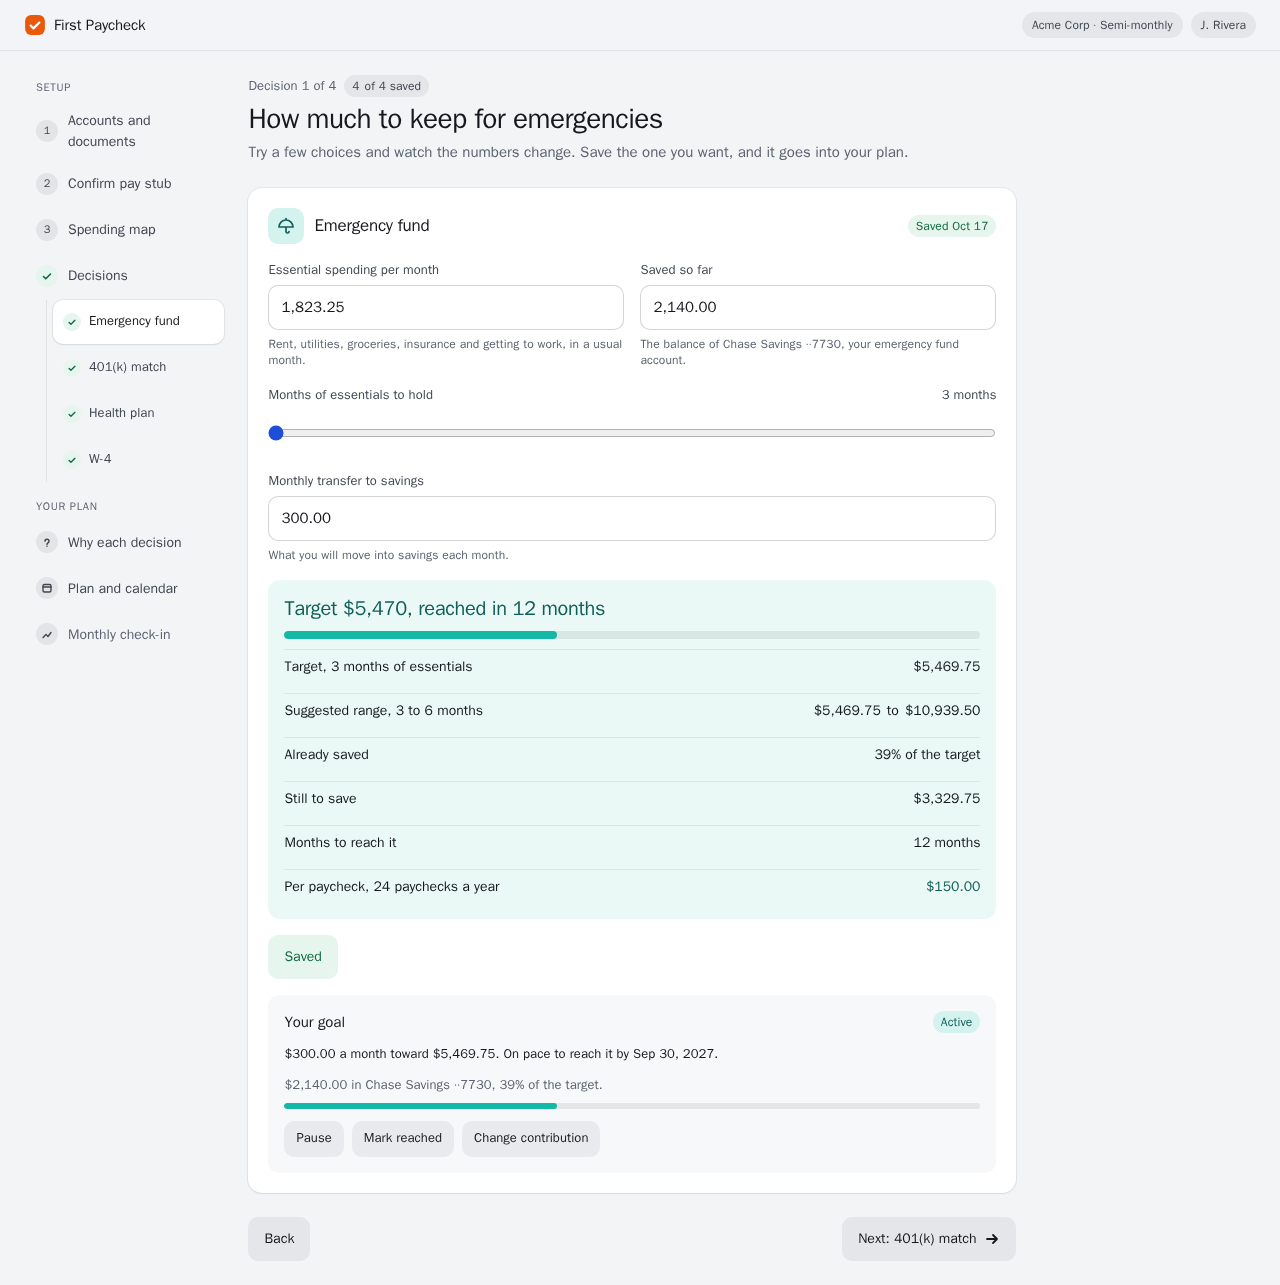 First Paycheck
Acme Corp · Semi-monthly
J. Rivera
SETUP
1
Accounts and
documents
2
Confirm pay stub
3
Spending map
Decisions
Emergency fund
401(k) match
Health plan
W-4
YOUR PLAN
?
Why each decision
Plan and calendar
Monthly check-in
Decision 1 of 4
4 of 4 saved
How much to keep for emergencies
Try a few choices and watch the numbers change. Save the one you want, and it goes into your plan.
Emergency fund
Saved Oct 17
Essential spending per month
Saved so far
1,823.25
2,140.00
Rent, utilities, groceries, insurance and getting to work, in a usual
month.
The balance of Chase Savings ··7730, your emergency fund
account.
Months of essentials to hold
3 months
Monthly transfer to savings
300.00
What you will move into savings each month.
Target $5,470, reached in 12 months
Target, 3 months of essentials
$5,469.75
Suggested range, 3 to 6 months
$5,469.75 to $10,939.50
Already saved
39% of the target
Still to save
$3,329.75
Months to reach it
12 months
Per paycheck, 24 paychecks a year
$150.00
Saved
Your goal
Active
$300.00 a month toward $5,469.75. On pace to reach it by Sep 30, 2027.
$2,140.00 in Chase Savings ··7730, 39% of the target.
Pause
Mark reached
Change contribution
Back
Next: 401(k) match